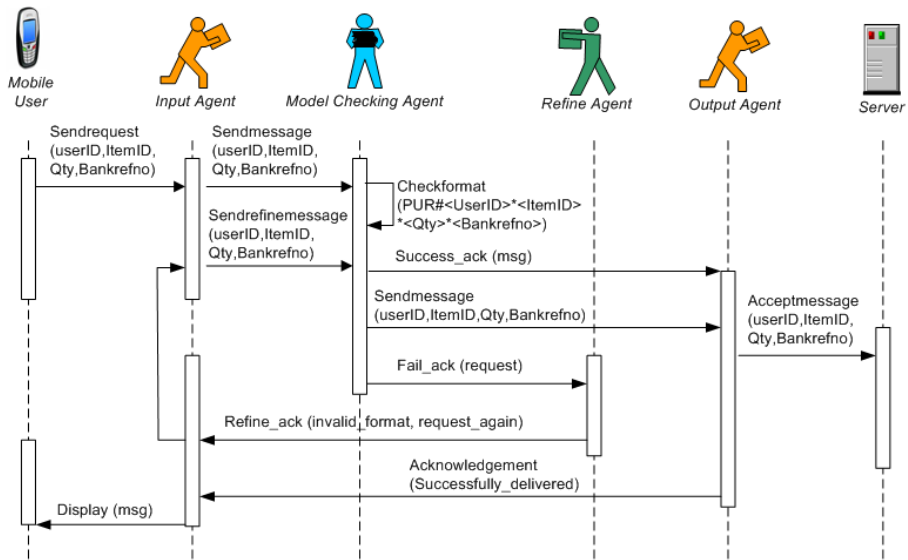 Mobile
User
Input Agent
Model Checking Agent
Refine Agent
Output Agent
Server
Sendrequest
(userID,ItemID,
Qty,Bankrefno)
Sendmessage
(userID,ItemID,
Qty,Bankrefno)
Checkformat
(PUR#<UserID>*<ItemID>
*<Qty>*<Bankrefno>)
Sendrefinemessage
(userID,ItemID,
Qty,Bankrefno)
Success_ack (msg)
Sendmessage
(userID,ItemID,Qty,Bankrefno)
Acceptmessage
(userID,ItemID,
Qty,Bankrefno)
Fail_ack (request)
Refine_ack (invalid_format, request_again)
Acknowledgement
(Successfully_delivered)
Display (msg)